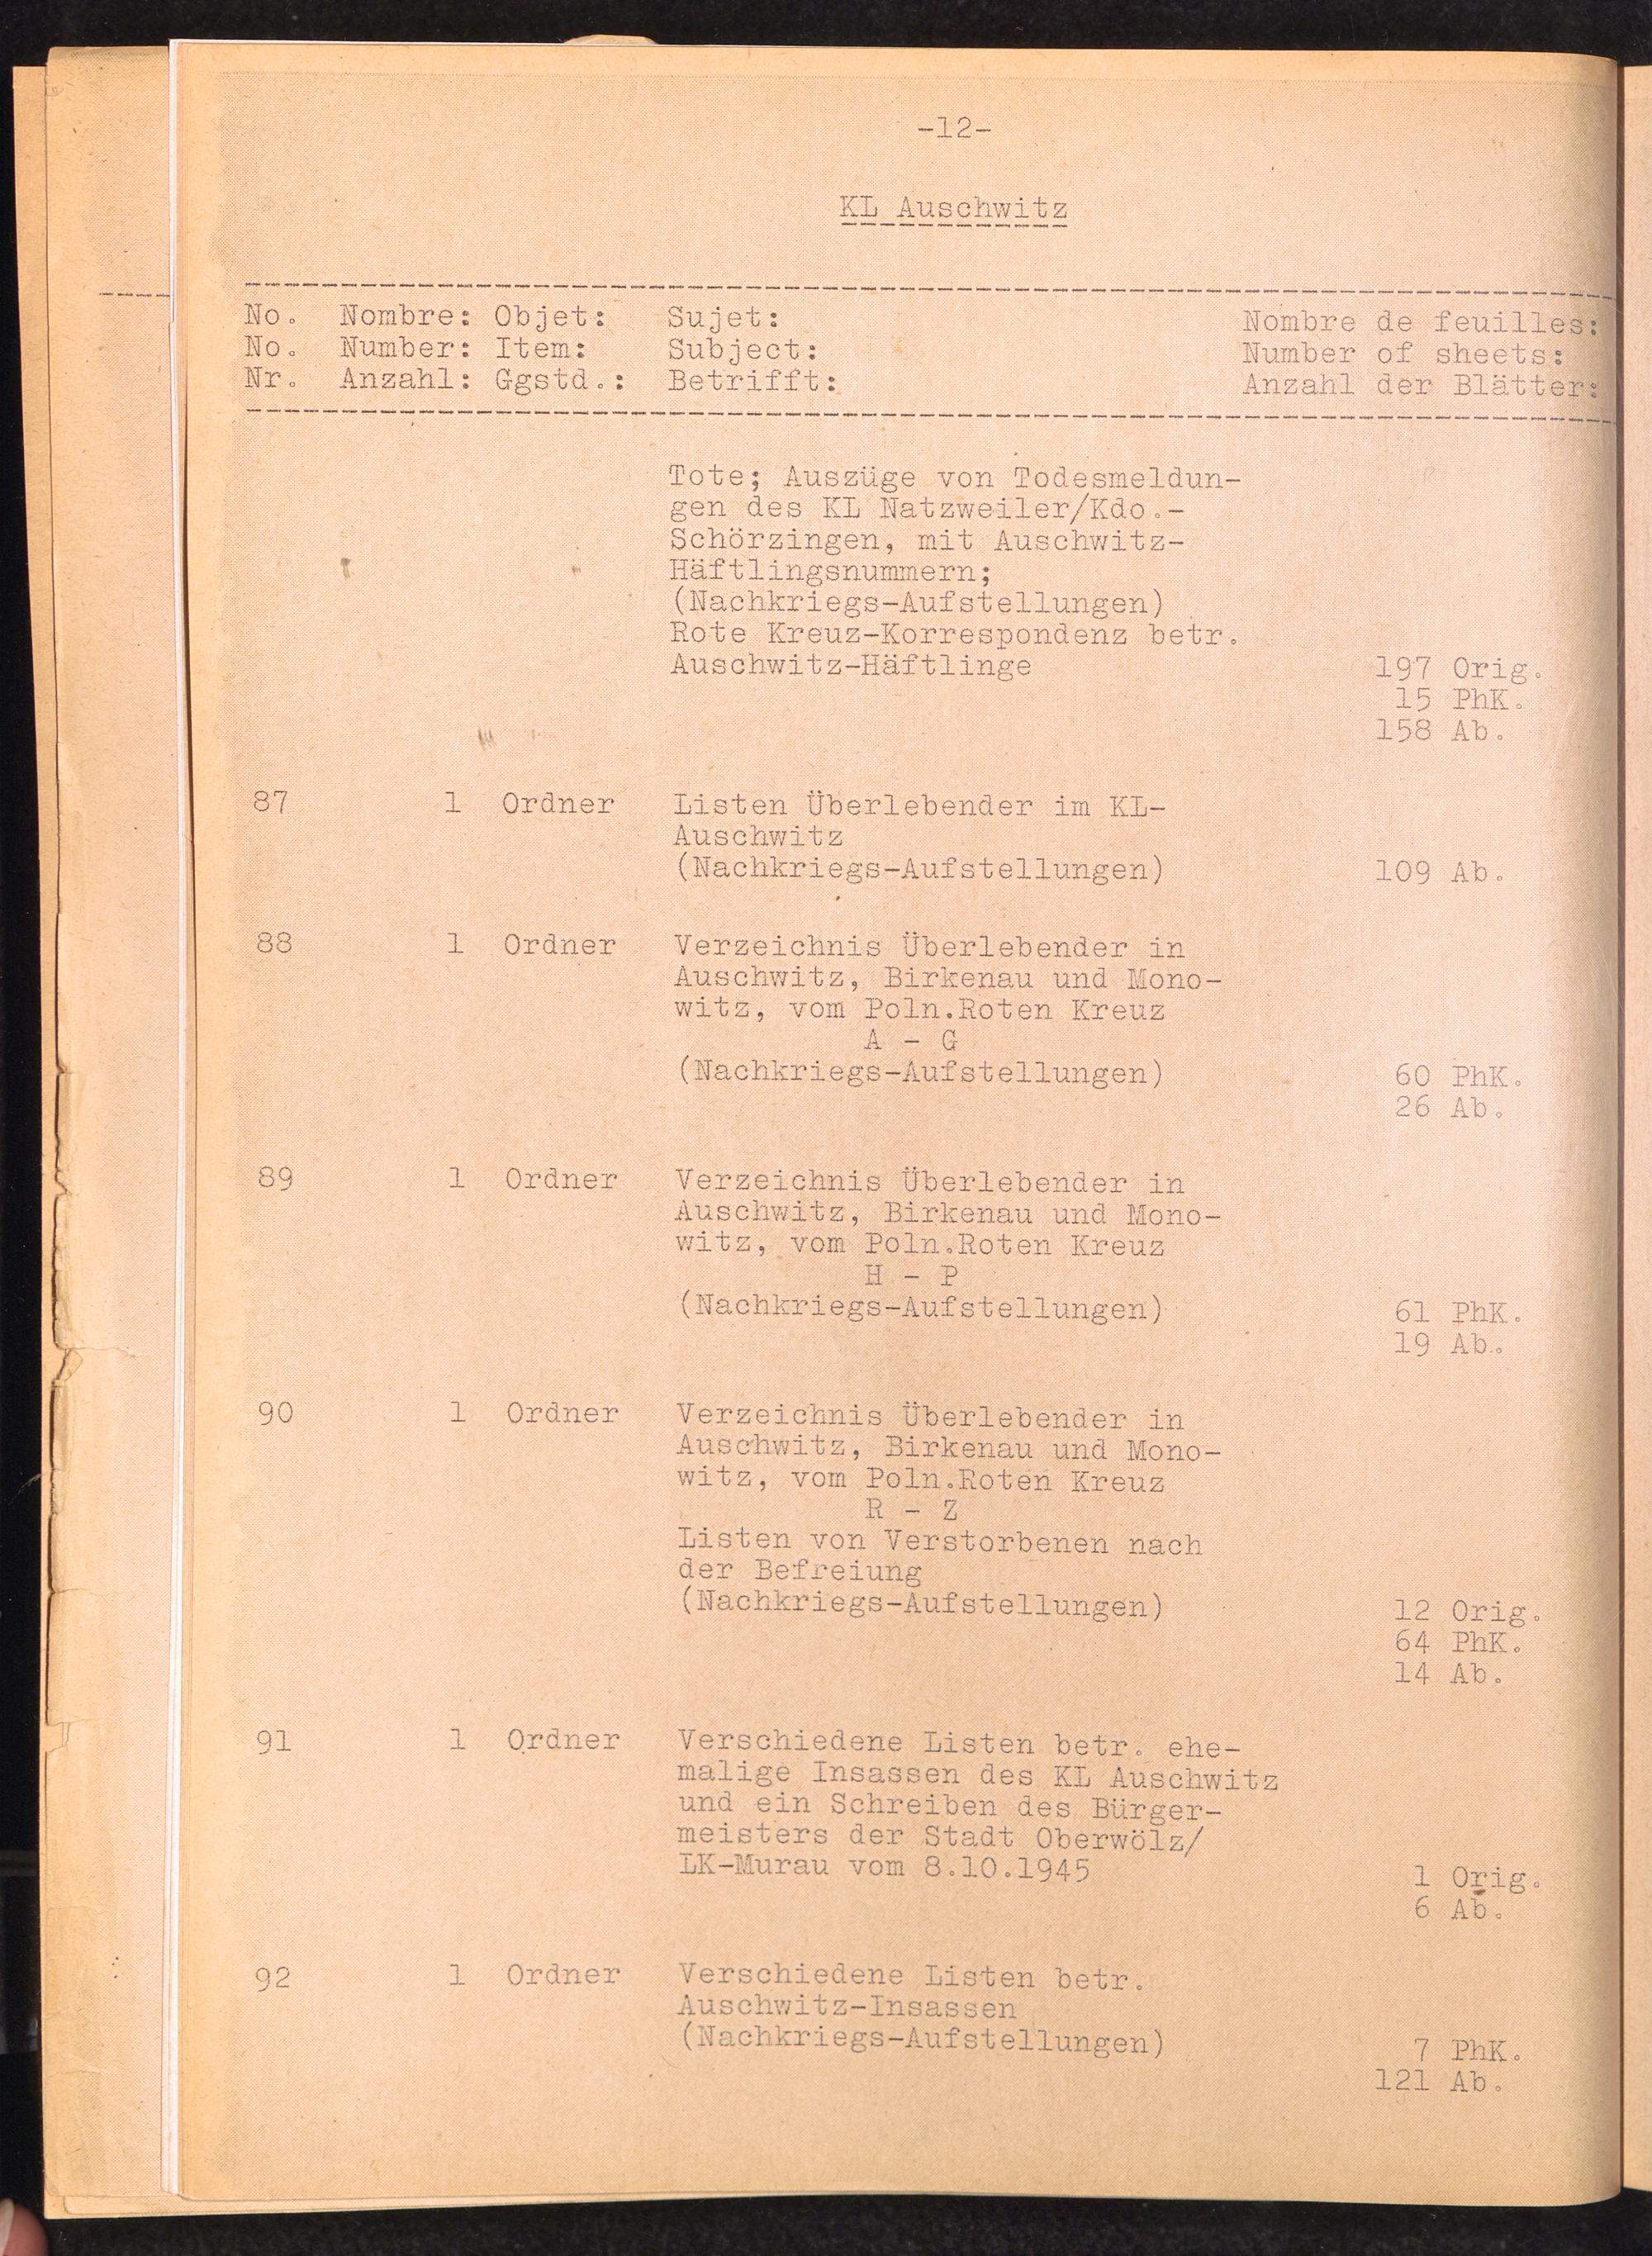 -12-
KL Auschwitz
No. Nombre: Objet: Sujet: Nombre de feuilles:
No. Number: Item: Subject: Number of sheets:
Nr. Anzahl: Ggstd.: Betrifft: Anzahl der Blätter:
Tote; Auszüge von Todesmeldun-
gen des KL Natzweiler/Kdo.-
Schörzingen, mit Auschwitz-
Häftlingsnummern;
(Nachkriegs-Aufstellungen)
Rote Kreuz-Korrespondenz betr.
Auschwitz-Häftlinge 197 Orig.
15 PhK.
158 Ab.
87 1 Ordner Listen Überlebender im KL-
Auschwitz
(Nachkriegs-Aufstellungen) 109 Ab.
88 1 Ordner Verzeichnis Überlebender in
Auschwitz, Birkenau und Mono-
witz, vom Poln.Roten Kreuz
A - G
(Nachkriegs-Aufstellungen) 60 PhK.
26 Ab.
89 1 Ordner Verzeichnis Überlebender in
Auschwitz, Birkenau und Mono-
witz, vom Poln.Roten Kreuz
H - P
(Nachkriegs-Aufstellungen) 61 PhK.
19 Ab.
90 1 Ordner Verzeichnis Überlebender in
Auschwitz, Birkenau und Mono-
witz, vom Poln.Roten Kreuz
R - Z
Listen von Verstorbenen nach
der Befreiung
(Nachkriegs-Aufstellungen) 12 Orig.
64 PhK.
14 Ab.
91 1 Ordner Verschiedene Listen betr. ehe-
malige Insassen des KL Auschwitz
und ein Schreiben des Bürger-
meisters der Stadt Oberwölz/
LK-Murau vom 8.10.1945 1 Orig.
6 Ab.
92 1 Ordner Verschiedene Listen betr.
Auschwitz-Insassen
(Nachkriegs-Aufstellungen) 7 PhK.
121 Ab.